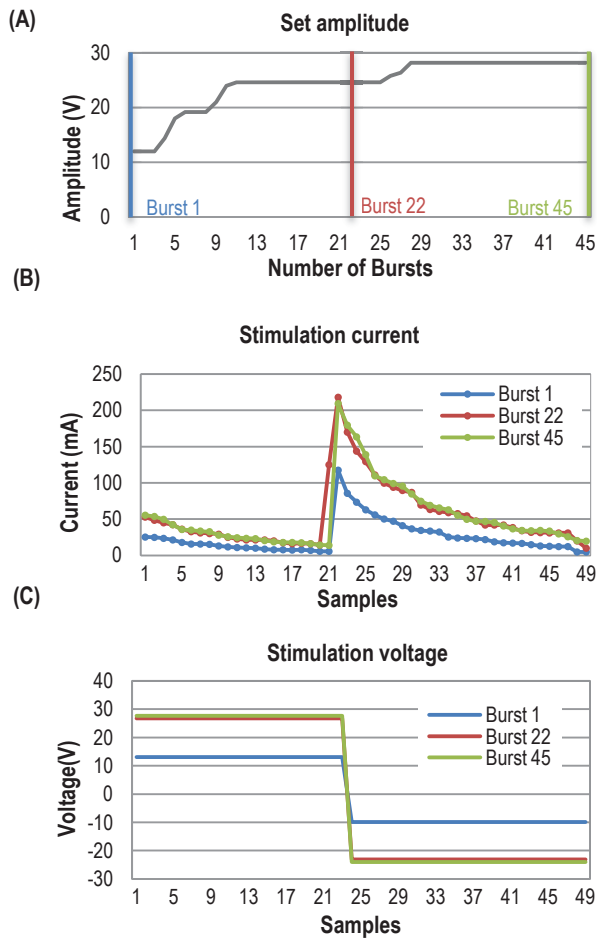 (A)
Set amplitude
Amplitude (V)
30
20
10
0
Burst 1
Burst 22
Burst 45
1 5 9 13 17 21 25 29 33 37 41 45
Number of Bursts
(B)
Stimulation current
Current (mA)
250
200
150
100
50
0
Burst 1
Burst 22
Burst 45
1 5 9 13 17 21 25 29 33 37 41 45 49
Samples
(C)
Stimulation voltage
Voltage(V)
40
30
20
10
0
-10
-20
-30
Burst 1
Burst 22
Burst 45
1 5 9 13 17 21 25 29 33 37 41 45 49
Samples